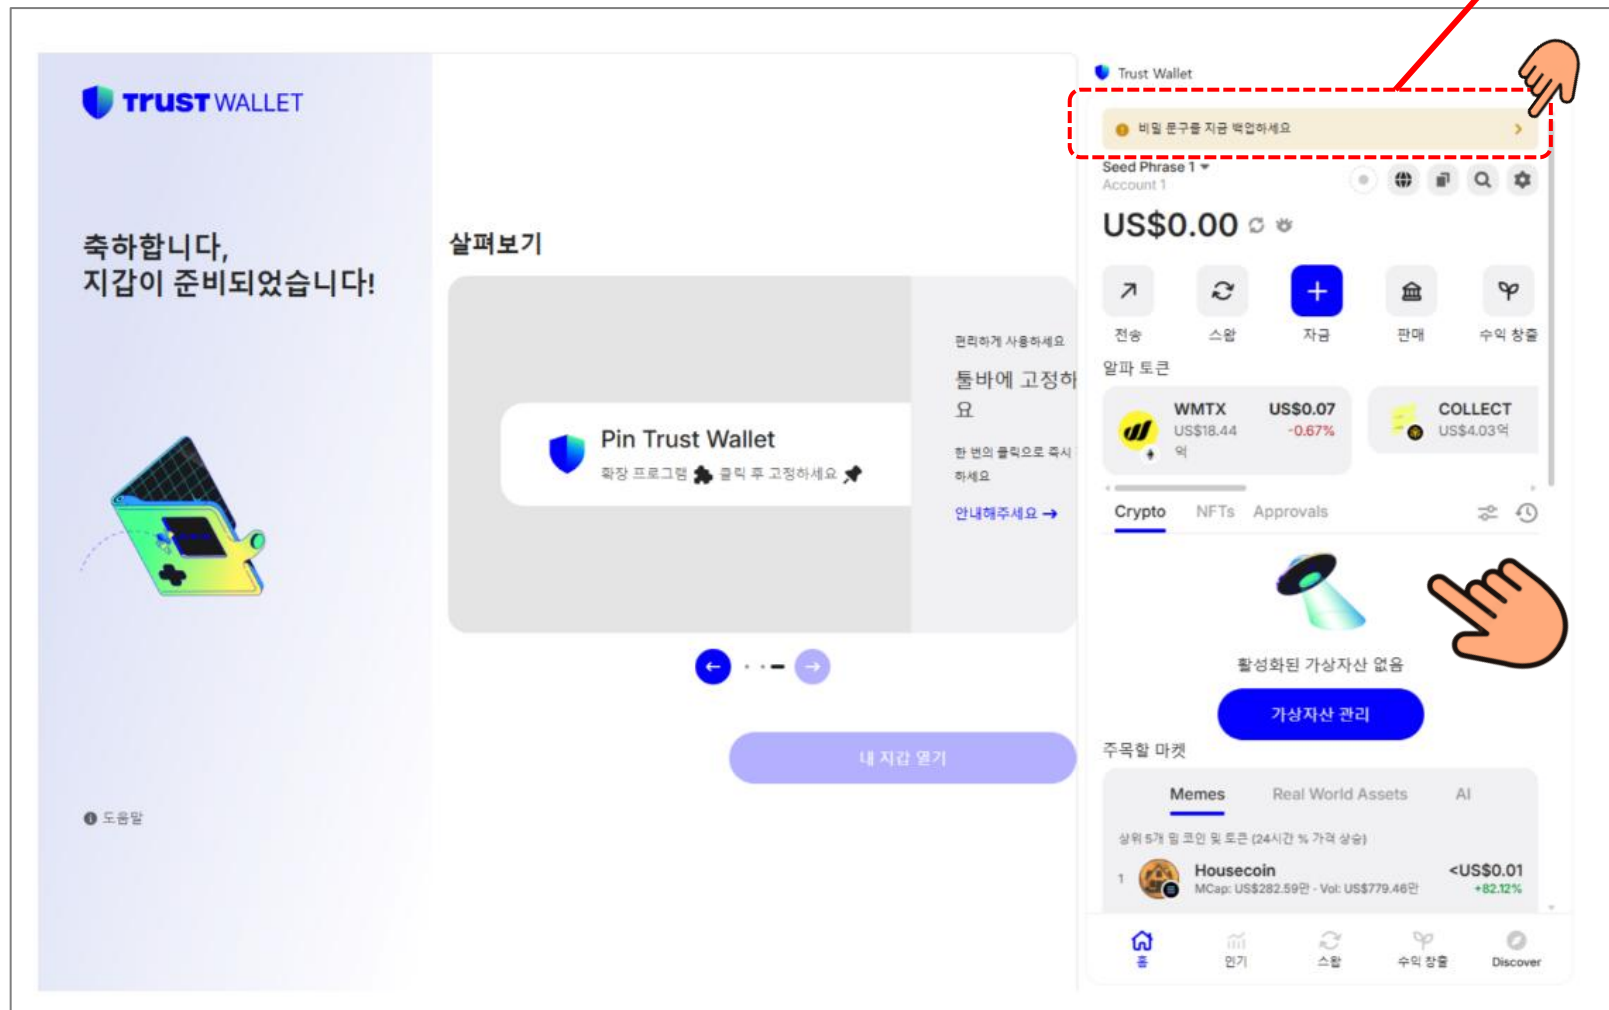 TRUST WALLET
축하합니다,
지갑이 준비되었습니다!
도움말
살펴보기
Pin Trust Wallet
확장 프로그램 클릭 후 고정하세요
편리하게 사용하세요
툴바에 고정하
요
한 번의 클릭으로 즉시
하세요
안내해주세요
내 지갑 열기
Trust Wallet
비밀 문구를 지금 백업하세요
Seed Phrase 1
Account 1
US$0.00
전송 스왑 자금 판매 수익 창출
알파 토큰
WMTX US$0.07
US$18.44 -0.67%
억
COLLECT
US$4.03억
Crypto NFTs Approvals
활성화된 가상자산 없음
가상자산 관리
주목할 마켓
Memes Real World Assets AI
상위 5개 밈 코인 및 토큰 (24시간 % 가격 상승)
1 Housecoin <US$0.01
MCap: US$282.59만 - Vol: US$779.46만 +82.12%
홈 인기 스왑 수익 창출 Discover